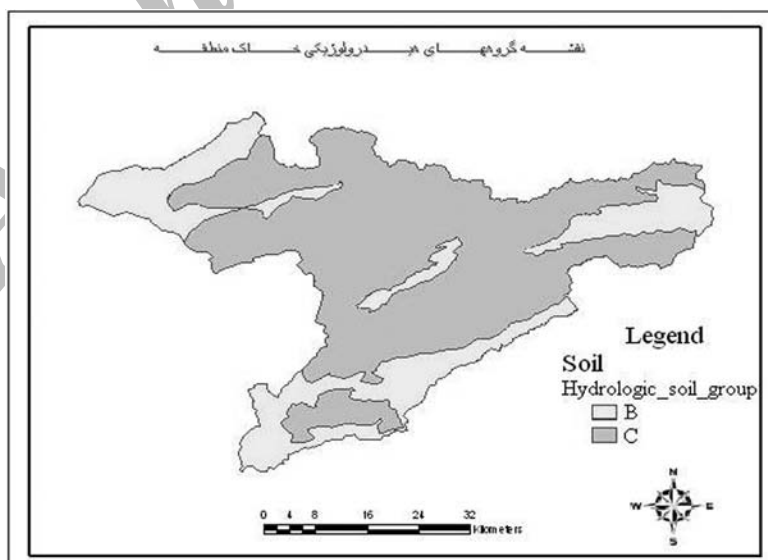 نقشه گروههای هیدرولوژیکی خاک منطقه
Legend
Soil
Hydrologic_soil_group
B
C
N
W E
S
0 4 8 16 24 32
Kilometers